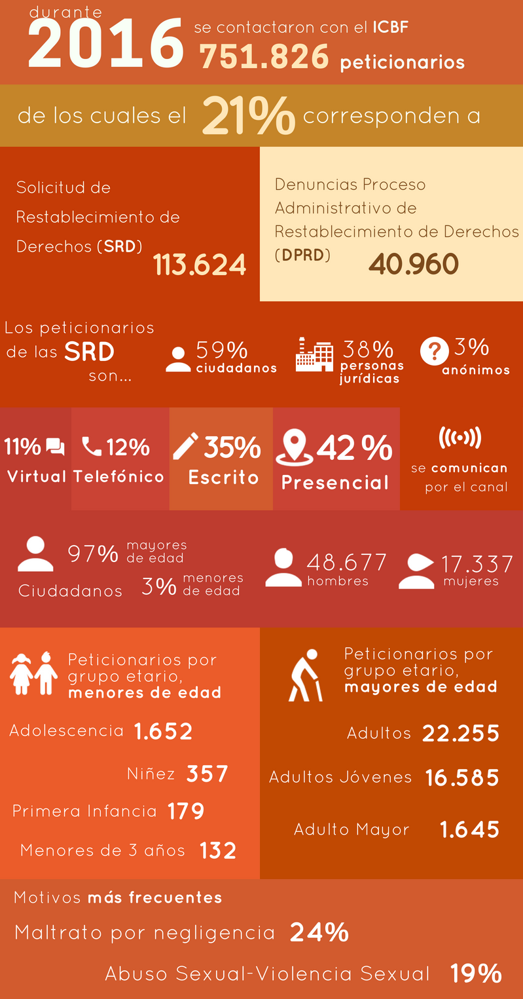 durante
2016
se contactaron con el ICBF
751.826 peticionarios
de los cuales el 21% corresponden a
Solicitud de
Restablecimiento de
Derechos (SRD)
113.624
Denuncias Proceso
Administrativo de
Restablecimiento de Derechos
(DPRD)
40.960
Los peticionarios
de las SRD
son...
59%
ciudadanos
38%
personas
jurídicas
?
3%
anónimos
11%
Virtual
12%
Telefónico
35%
Escrito
42 %
Presencial
se comunican
por el canal
Ciudadanos
97% mayores
de edad
3% menores
de edad
48.677
hombres
17.337
mujeres
Peticionarios por
grupo etario,
menores de edad
Adolescencia 1.652
Niñez 357
Primera Infancia 179
Menores de 3 años 132
Peticionarios por
grupo etario,
mayores de edad
Adultos 22.255
Adultos Jóvenes 16.585
Adulto Mayor 1.645
Motivos más frecuentes
Maltrato por negligencia 24%
Abuso Sexual-Violencia Sexual 19%